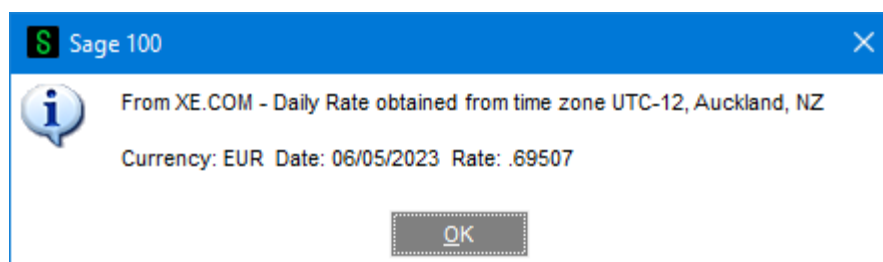 S Sage 100
From XE.COM - Daily Rate obtained from time zone UTC-12, Auckland, NZ
Currency: EUR Date: 06/05/2023 Rate: .69507
OK